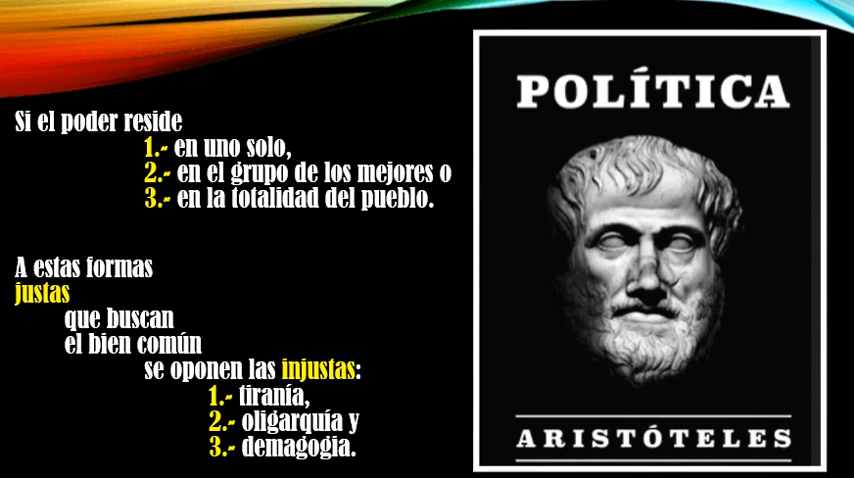 Si el poder reside
1.- en uno solo,
2.- en el grupo de los mejores o
3.- en la totalidad del pueblo.
A estas formas
justas
que buscan
el bien común
se oponen las injustas:
1.- tiranía,
2.- oligarquía y
3.- demagogia.
POLÍTICA
ARISTÓTELES